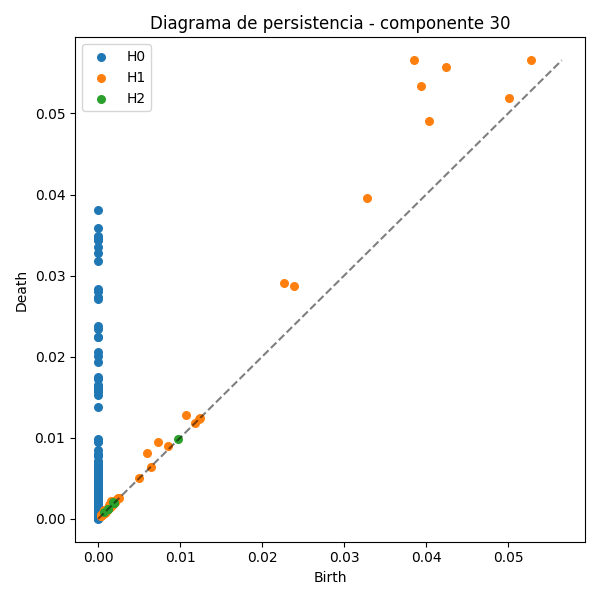 Diagrama de persistencia - componente 30
H0
H1
H2
Death
0.05
0.04
0.03
0.02
0.01
0.00
0.00 0.01 0.02 0.03 0.04 0.05
Birth